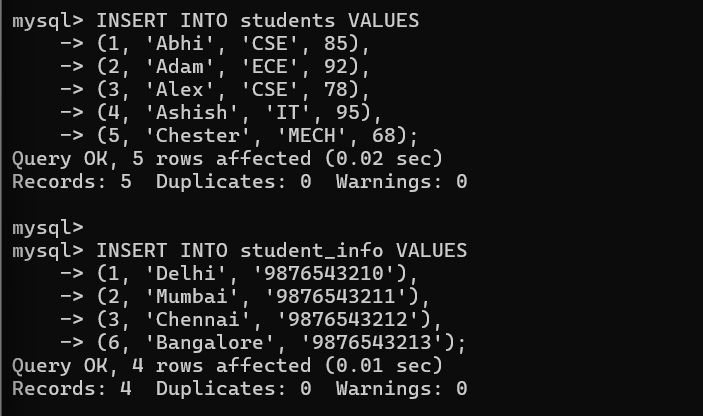 mysql> INSERT INTO students VALUES
    -> (1, 'Abhi', 'CSE', 85),
    -> (2, 'Adam', 'ECE', 92),
    -> (3, 'Alex', 'CSE', 78),
    -> (4, 'Ashish', 'IT', 95),
    -> (5, 'Chester', 'MECH', 68);
Query OK, 5 rows affected (0.02 sec)
Records: 5  Duplicates: 0  Warnings: 0

mysql>
mysql> INSERT INTO student_info VALUES
    -> (1, 'Delhi', '9876543210'),
    -> (2, 'Mumbai', '9876543211'),
    -> (3, 'Chennai', '9876543212'),
    -> (6, 'Bangalore', '9876543213');
Query OK, 4 rows affected (0.01 sec)
Records: 4  Duplicates: 0  Warnings: 0